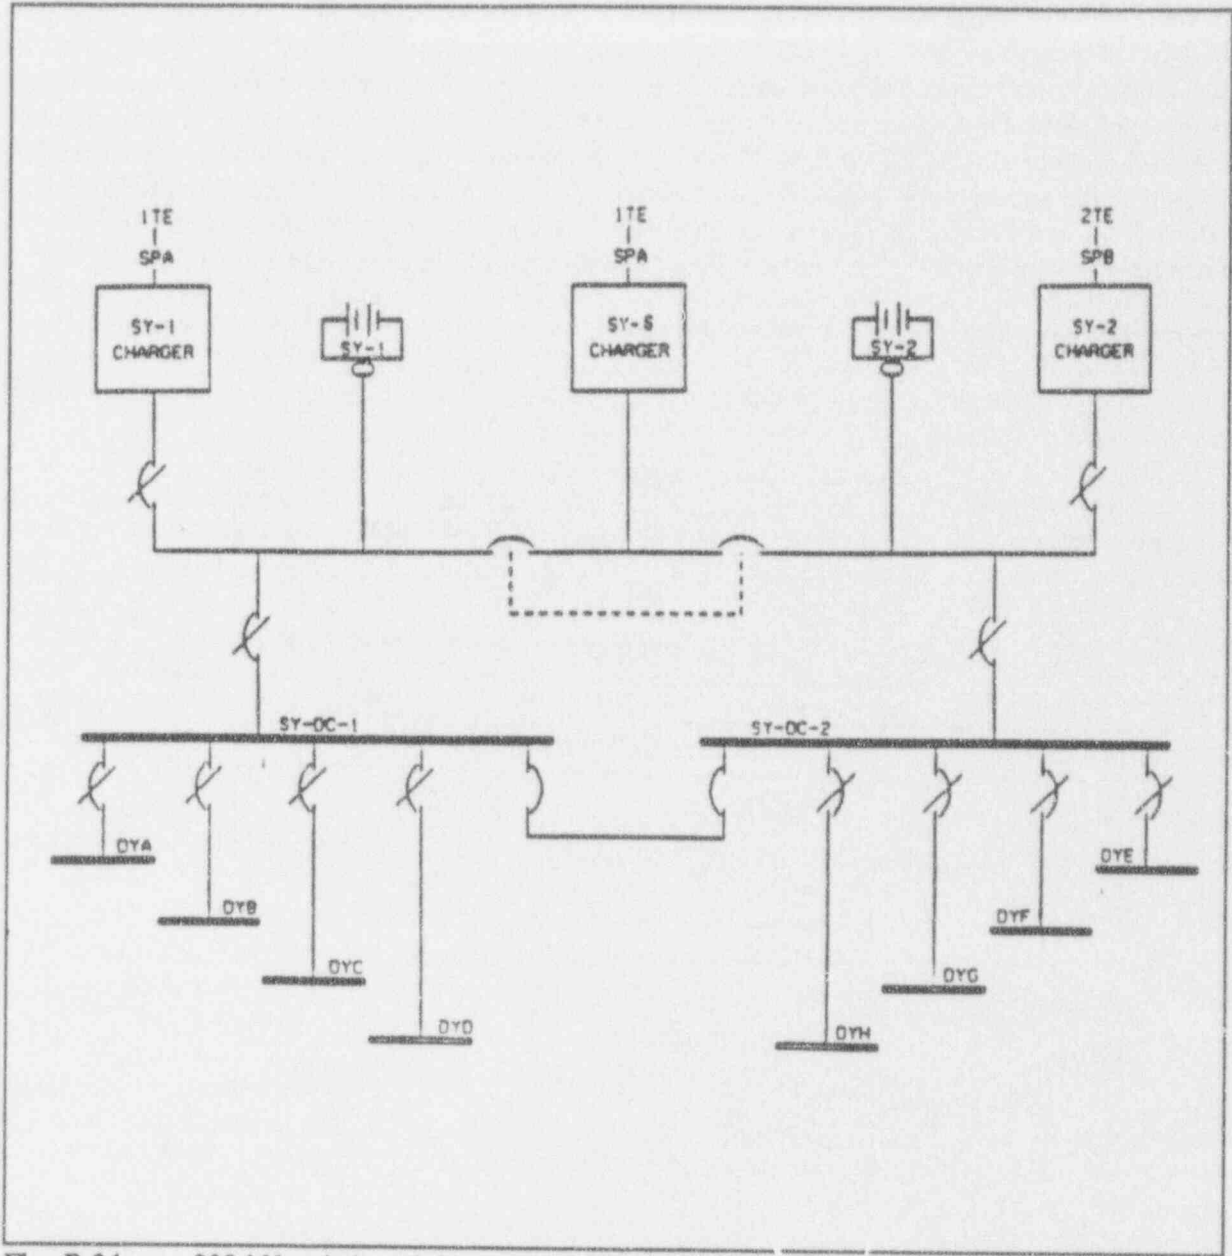 1TE
SPA
SY-1
CHARGER
SY-1
1TE
SPA
SY-S
CHARGER
SY-2
2TE
SPB
SY-2
CHARGER
SY-DC-1
SY-DC-2
DYA
DYB
DYC
DYD
DYE
DYF
DYG
DYH